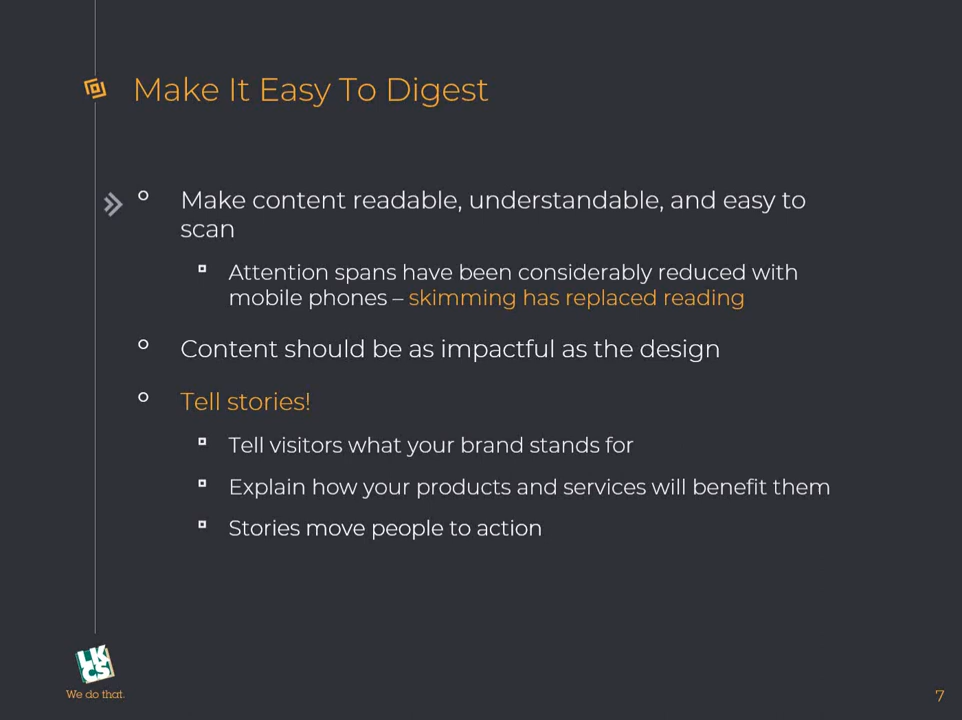 Make It Easy To Digest
Make content readable, understandable, and easy to
scan
Attention spans have been considerably reduced with
mobile phones – skimming has replaced reading
Content should be as impactful as the design
Tell stories!
Tell visitors what your brand stands for
Explain how your products and services will benefit them
Stories move people to action
LK
CS
We do that.
7